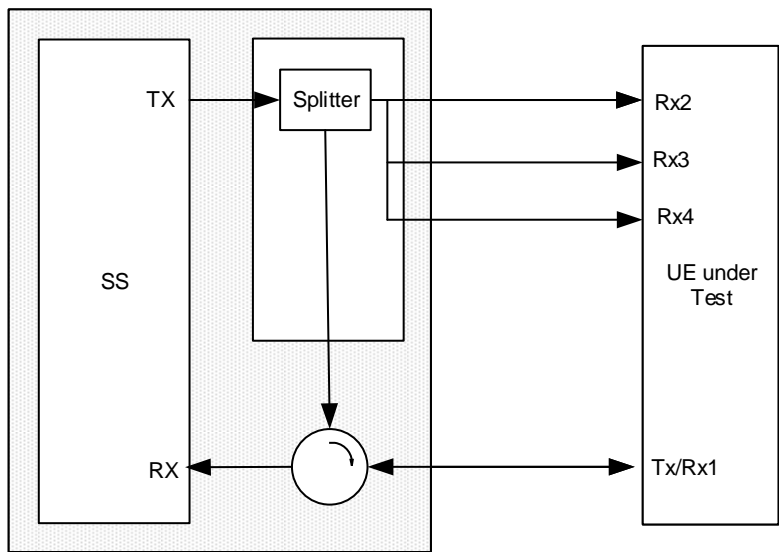 TX
Splitter
Rx2
Rx3
Rx4
SS
UE under
Test
RX
Tx/Rx1